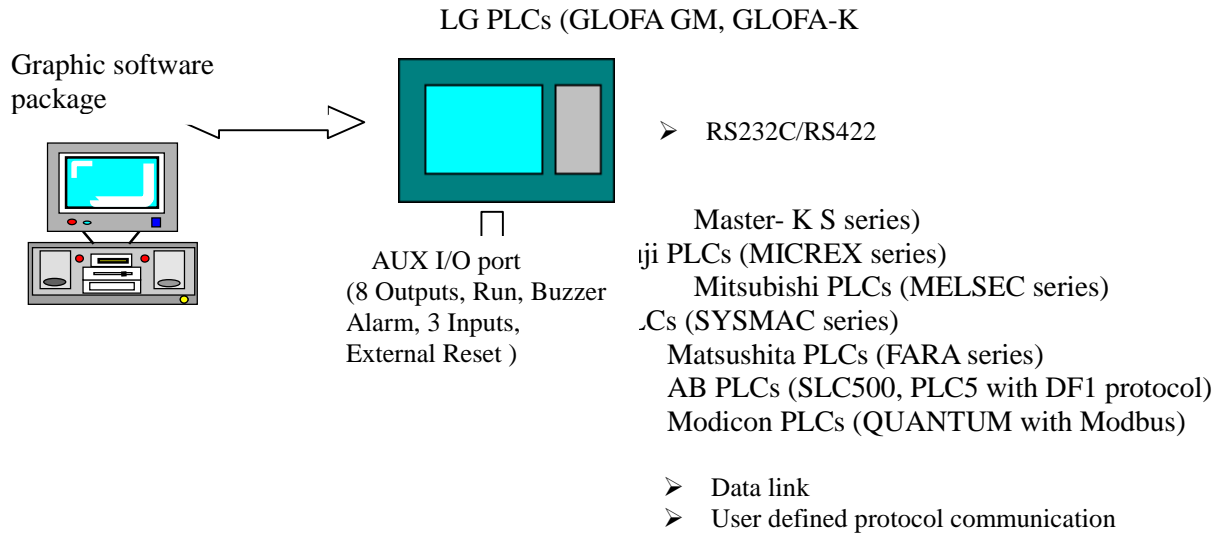 LG PLCs (GLOFA GM, GLOFA-K
Graphic software
package
➢ RS232C/RS422
AUX I/O port
(8 Outputs, Run, Buzzer
Alarm, 3 Inputs,
External Reset )
Master- K S series)
PLCs (MICREX series)
Mitsubishi PLCs (MELSEC series)
(SYSMAC series)
Matsushita PLCs (FARA series)
AB PLCs (SLC500, PLC5 with DF1 protocol)
Modicon PLCs (QUANTUM with Modbus)
➢ Data link
➢ User defined protocol communication